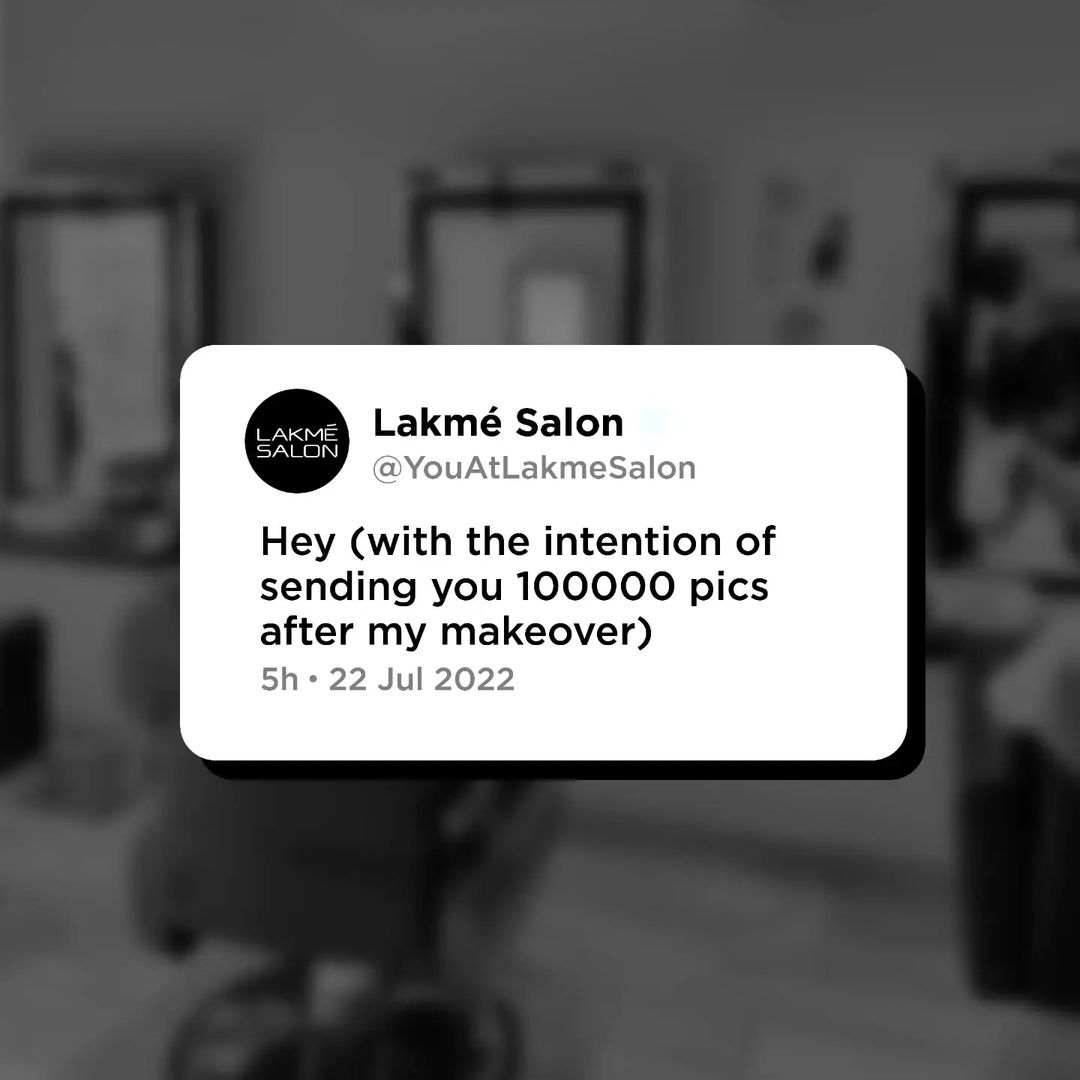 LAKMÉ
SALON
Lakmé Salon
@YouAtLakmeSalon
Hey (with the intention of
sending you 100000 pics
after my makeover)
5h • 22 Jul 2022